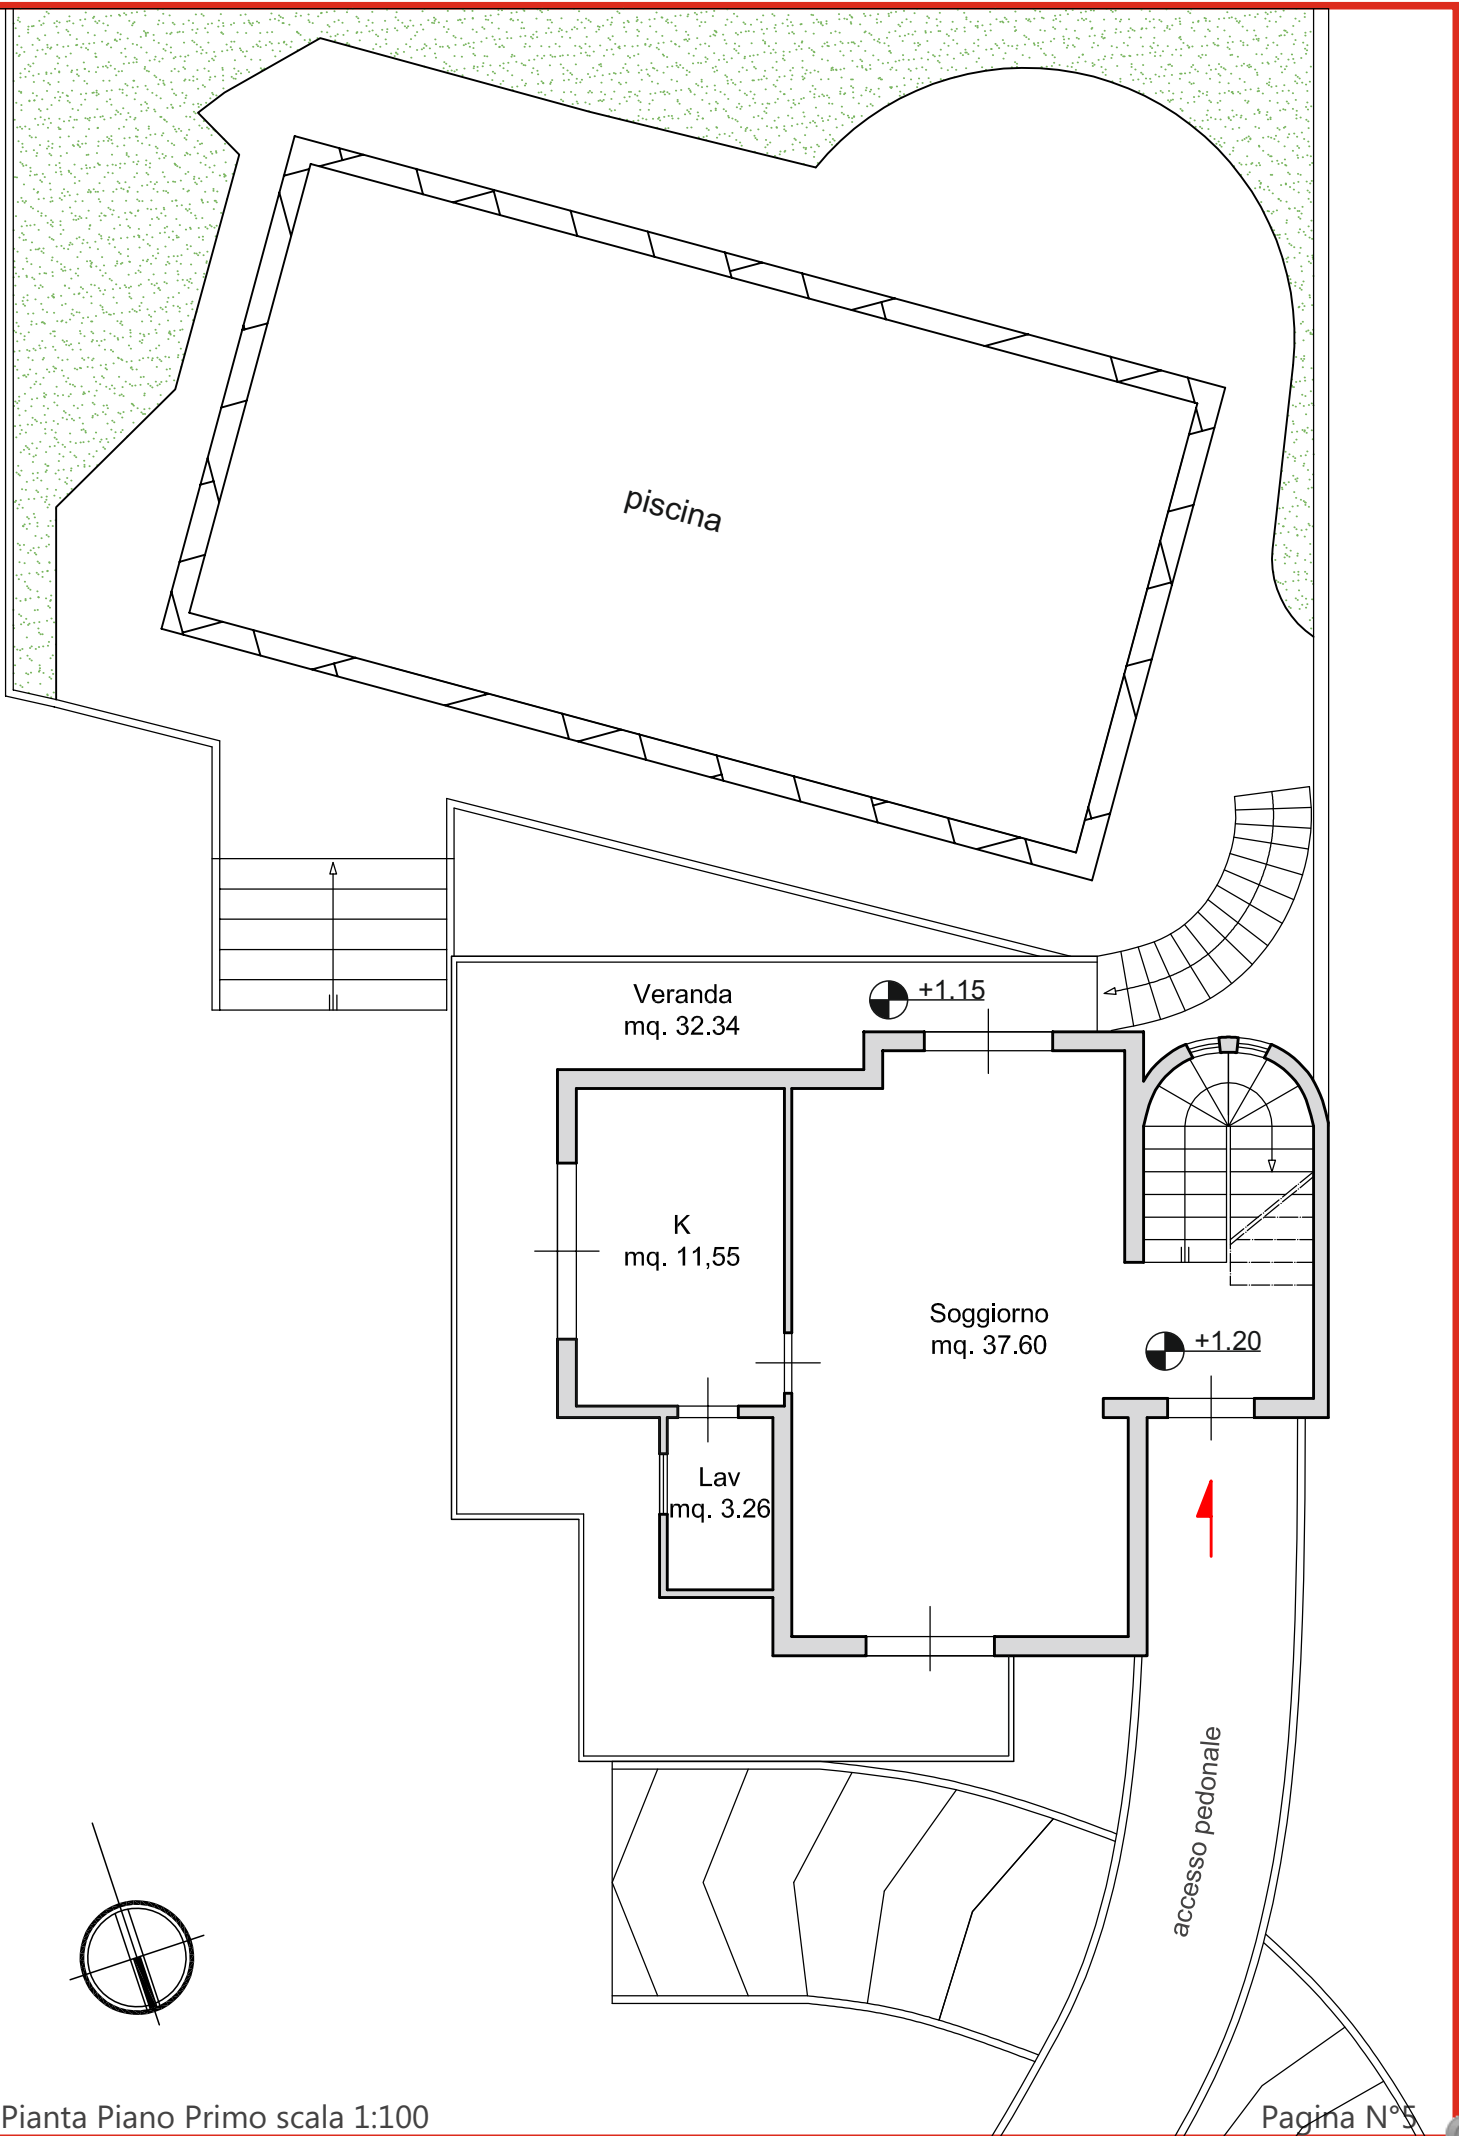 piscina
Veranda
mq. 32.34
+1.15
K
mq. 11,55
Soggiorno
mq. 37.60
+1.20
Lav
mq. 3.26
accesso pedonale
Pianta Piano Primo scala 1:100
Pagina N°5